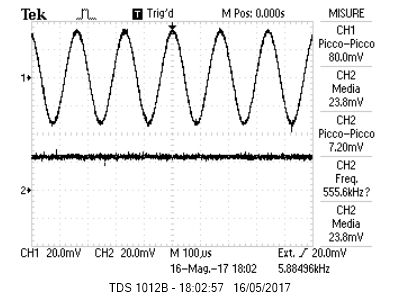 Tek T Trig'd M Pos: 0.000s MISURE
CH1
Picco-Picco
80.0mV
CH2
Media
23.8mV
CH2
Picco-Picco
7.20mV
CH2
Freq.
555.6kHz?
CH2
Media
23.8mV
1
2
CH1 20.0mV CH2 20.0mV M 100µs Ext. / 20.0mV
16-Mag.-17 18:02 5.88496kHz
TDS 1012B - 18:02:57 16/05/2017